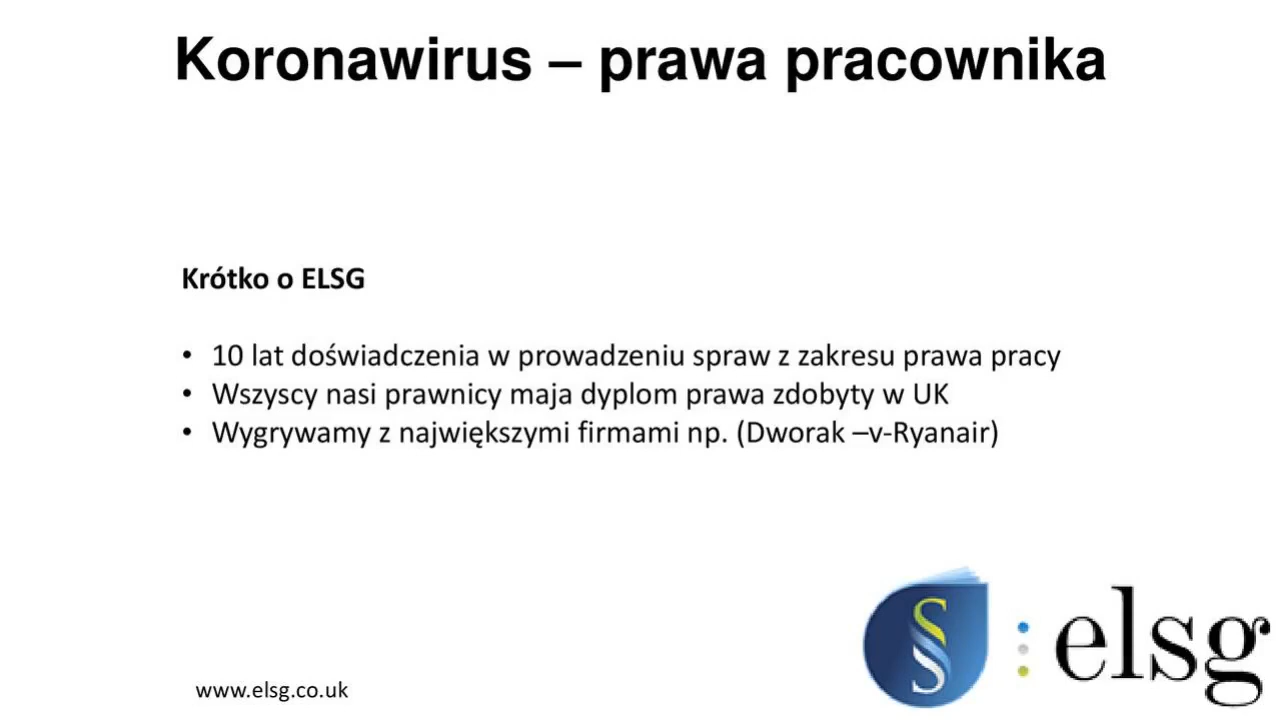 Koronawirus – prawa pracownika
Krótko o ELSG
• 10 lat doświadczenia w prowadzeniu spraw z zakresu prawa pracy
• Wszyscy nasi prawnicy maja dyplom prawa zdobyty w UK
• Wygrywamy z największymi firmami np. (Dworak –v-Ryanair)
elsg
www.elsg.co.uk